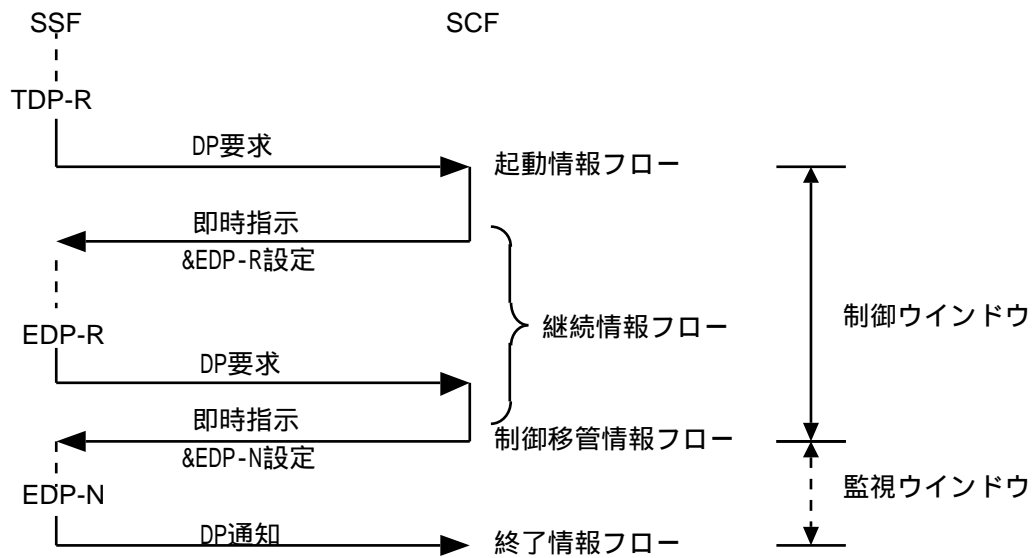 SSF
SCF
TDP-R
DP要求
起動情報フロー
即時指示
&EDP-R設定
継続情報フロー
制御ウインドウ
EDP-R
DP要求
即時指示
&EDP-N設定
制御移管情報フロー
EDP-N
監視ウインドウ
DP通知
終了情報フロー